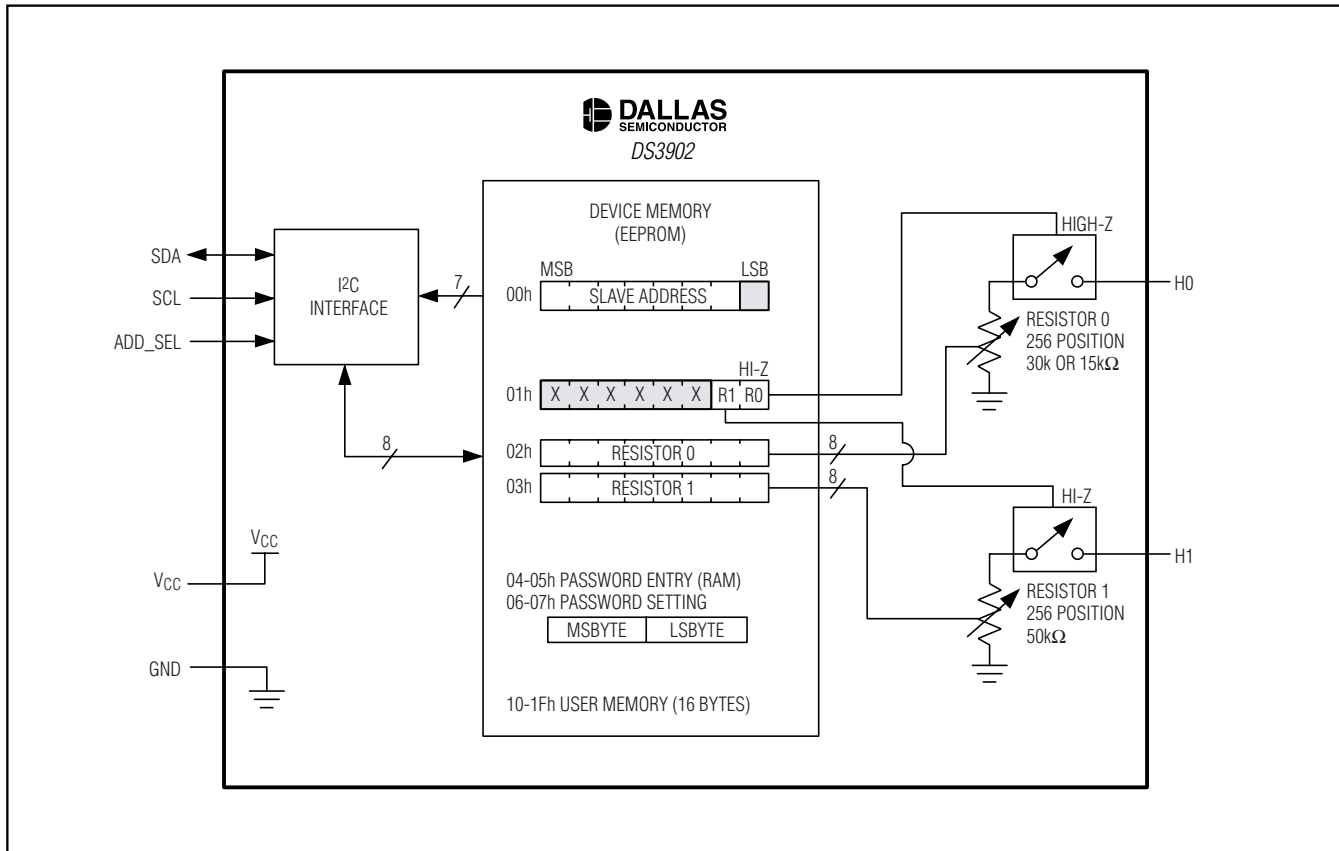 DALLAS
SEMICONDUCTOR
DS3902
DEVICE MEMORY
(EEPROM)
MSB LSB
00h SLAVE ADDRESS
SDA
SCL
ADD_SEL
I²C
INTERFACE
7
8
HI-Z
01h X X X X X X R1 R0
02h RESISTOR 0
03h RESISTOR 1
8
8
04-05h PASSWORD ENTRY (RAM)
06-07h PASSWORD SETTING
MSBYTE LSBYTE
10-1Fh USER MEMORY (16 BYTES)
VCC
VCC
GND
HIGH-Z
H0
RESISTOR 0
256 POSITION
30k OR 15kΩ
HI-Z
H1
RESISTOR 1
256 POSITION
50kΩ